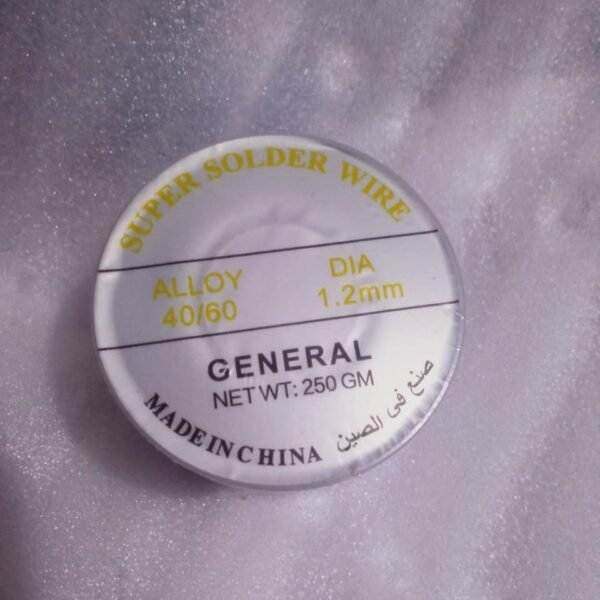 SUPER SOLDER WIRE
ALLOY
40/60
DIA
1.2mm
GENERAL
NET WT: 250 GM
MADE IN CHINA
صنع فى الصين